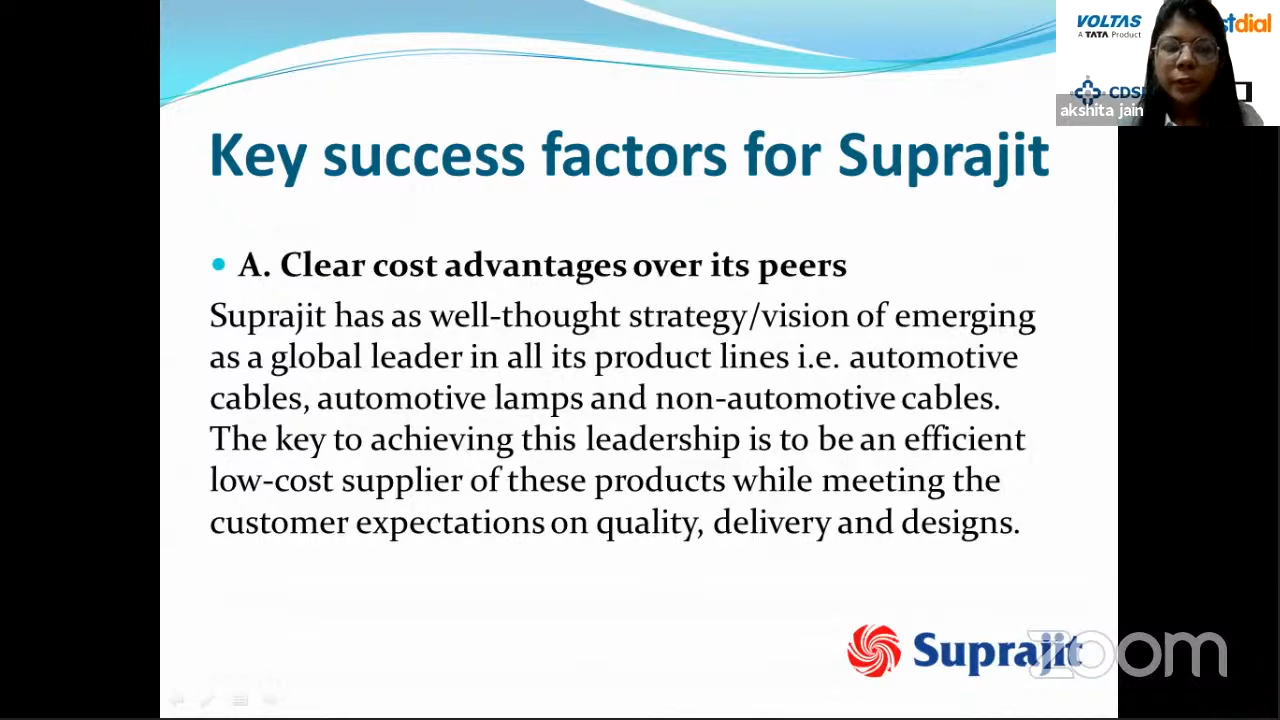 VOLTAS
A TATA Product
stdial
CDS
akshita jain
Key success factors for Suprajit
• A. Clear cost advantages over its peers
Suprajit has as well-thought strategy/vision of emerging
as a global leader in all its product lines i.e. automotive
cables, automotive lamps and non-automotive cables.
The key to achieving this leadership is to be an efficient
low-cost supplier of these products while meeting the
customer expectations on quality, delivery and designs.
Suprajit
zoom